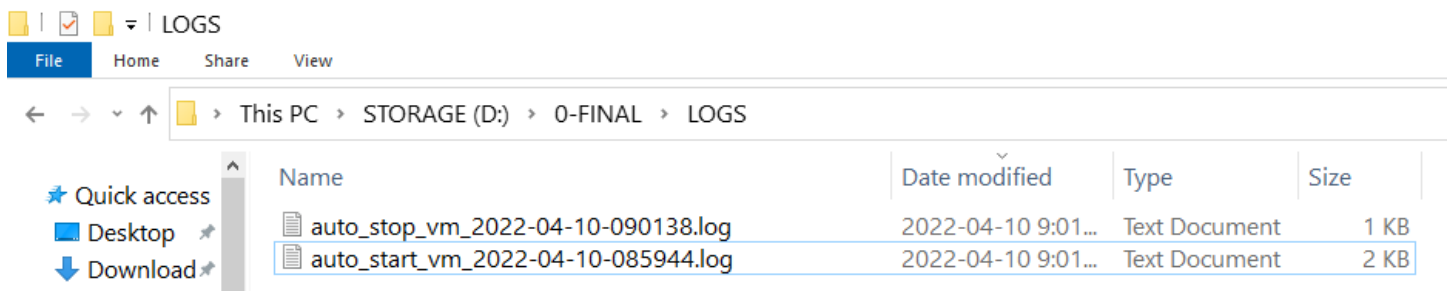 LOGS
File Home Share View
This PC > STORAGE (D:) > 0-FINAL > LOGS
Name Date modified Type Size
Quick access
Desktop
Download
auto_stop_vm_2022-04-10-090138.log 2022-04-10 9:01... Text Document 1 KB
auto_start_vm_2022-04-10-085944.log 2022-04-10 9:01... Text Document 2 KB